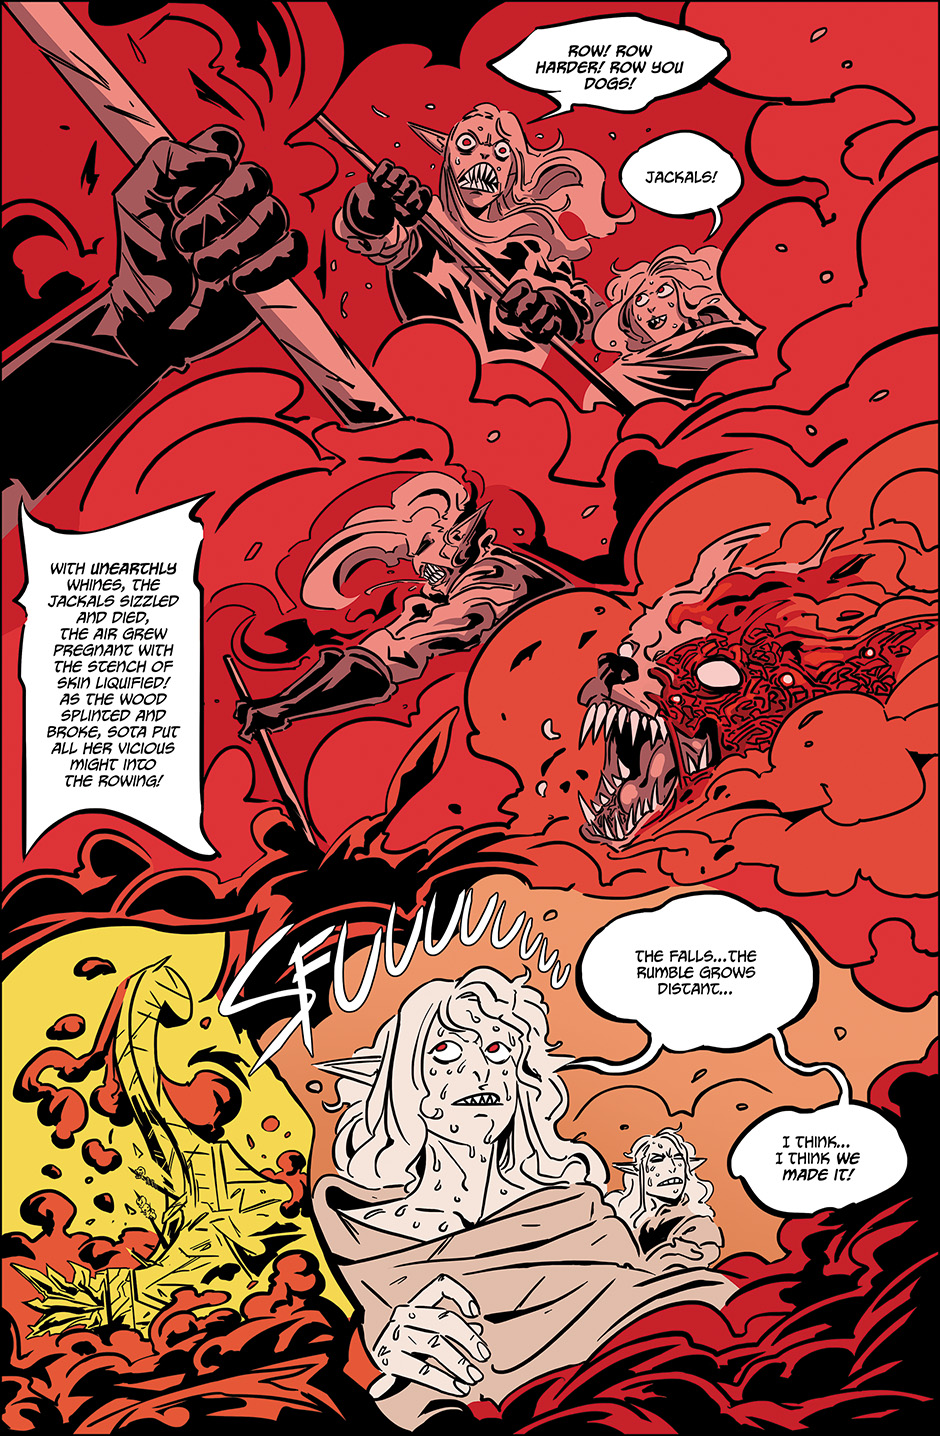 ROW! ROW
HARDER! ROW YOU
DOGS!
JACKALS!
WITH UNEARTHLY
WHINES, THE
JACKALS SIZZLED
AND DIED,
THE AIR GREW
PREGNANT WITH
THE STENCH OF
SKIN LIQUIFIED!
AS THE WOOD
SPLINTED AND
BROKE, SOTA PUT
ALL HER VICIOUS
MIGHT INTO
THE ROWING!
SFUUUUUUUUU
THE FALLS...THE
RUMBLE GROWS
DISTANT...
I THINK...
I THINK WE
MADE IT!